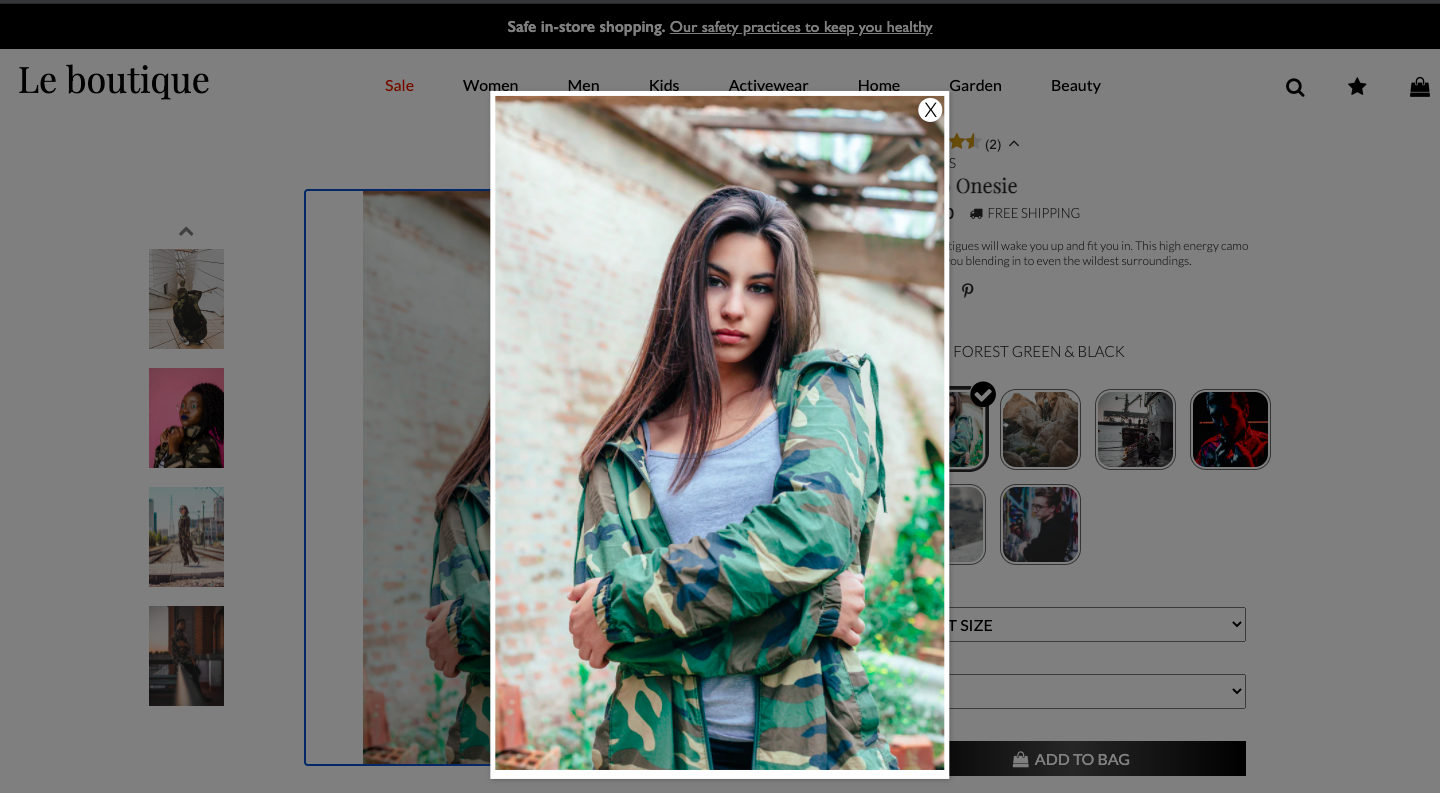 Safe in-store shopping. Our safety practices to keep you healthy
Le boutique
Sale Women Men Kids Activewear Home Garden Beauty
X
(2)
S
Onesie
FREE SHIPPING
tigues will wake you up and fit you in. This high energy camo
ou blending in to even the wildest surroundings.
FOREST GREEN & BLACK
T SIZE
ADD TO BAG